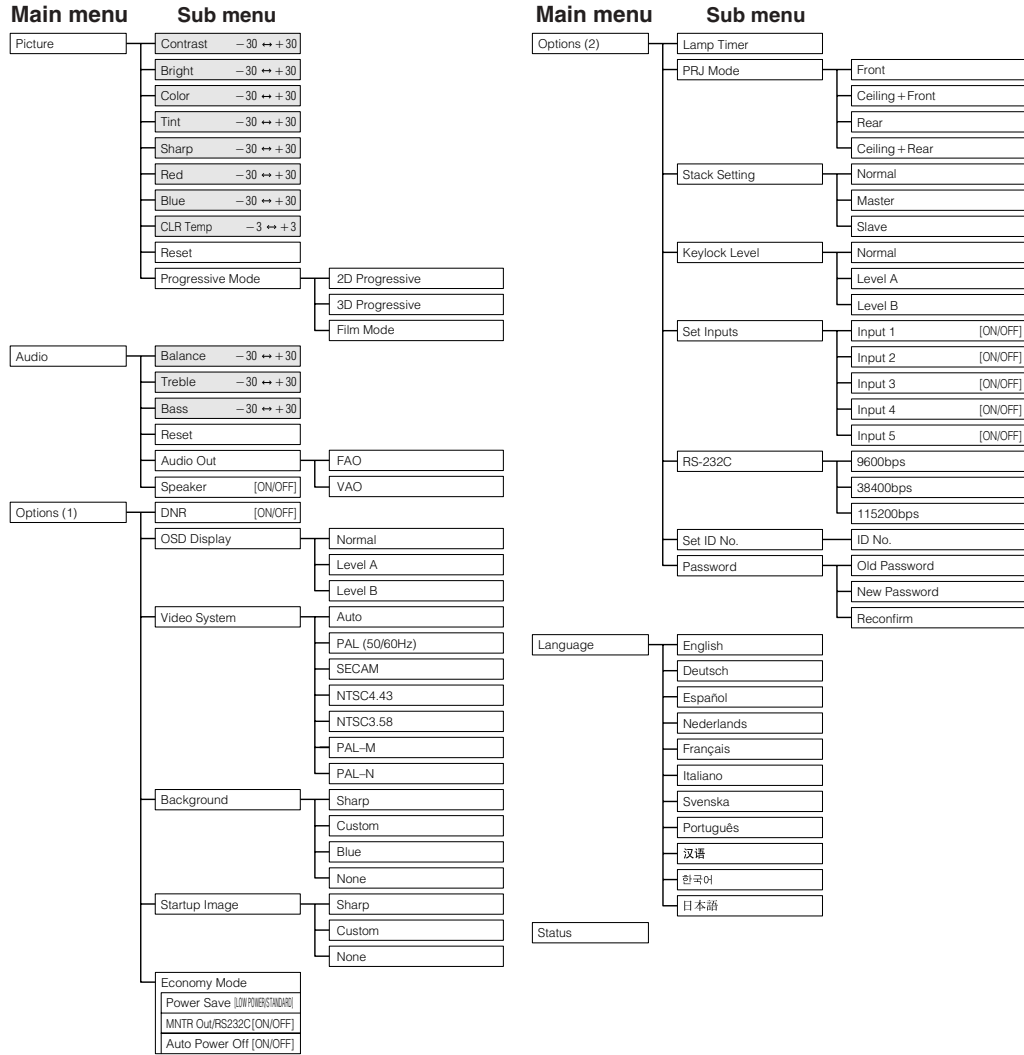 Main menu Sub menu
Picture
Contrast －30 ↔ +30
Bright －30 ↔ +30
Color －30 ↔ +30
Tint －30 ↔ +30
Sharp －30 ↔ +30
Red －30 ↔ +30
Blue －30 ↔ +30
CLR Temp －3 ↔ +3
Reset
Progressive Mode
2D Progressive
3D Progressive
Film Mode
Audio
Balance －30 ↔ +30
Treble －30 ↔ +30
Bass －30 ↔ +30
Reset
Audio Out
FAO
VAO
Speaker [ON/OFF]
Options (1)
DNR [ON/OFF]
OSD Display
Normal
Level A
Level B
Video System
Auto
PAL (50/60Hz)
SECAM
NTSC4.43
NTSC3.58
PAL–M
PAL–N
Background
Sharp
Custom
Blue
None
Startup Image
Sharp
Custom
None
Economy Mode
Power Save [LOW POWER/STANDARD]
MNTR Out/RS232C [ON/OFF]
Auto Power Off [ON/OFF]
Main menu Sub menu
Options (2)
Lamp Timer
PRJ Mode
Front
Ceiling+Front
Rear
Ceiling+Rear
Stack Setting
Normal
Master
Slave
Keylock Level
Normal
Level A
Level B
Set Inputs
Input 1 [ON/OFF]
Input 2 [ON/OFF]
Input 3 [ON/OFF]
Input 4 [ON/OFF]
Input 5 [ON/OFF]
RS-232C
9600bps
38400bps
115200bps
Set ID No.
ID No.
Password
Old Password
New Password
Reconfirm
Language
English
Deutsch
Español
Nederlands
Français
Italiano
Svenska
Português
汉语
한국어
日本語
Status